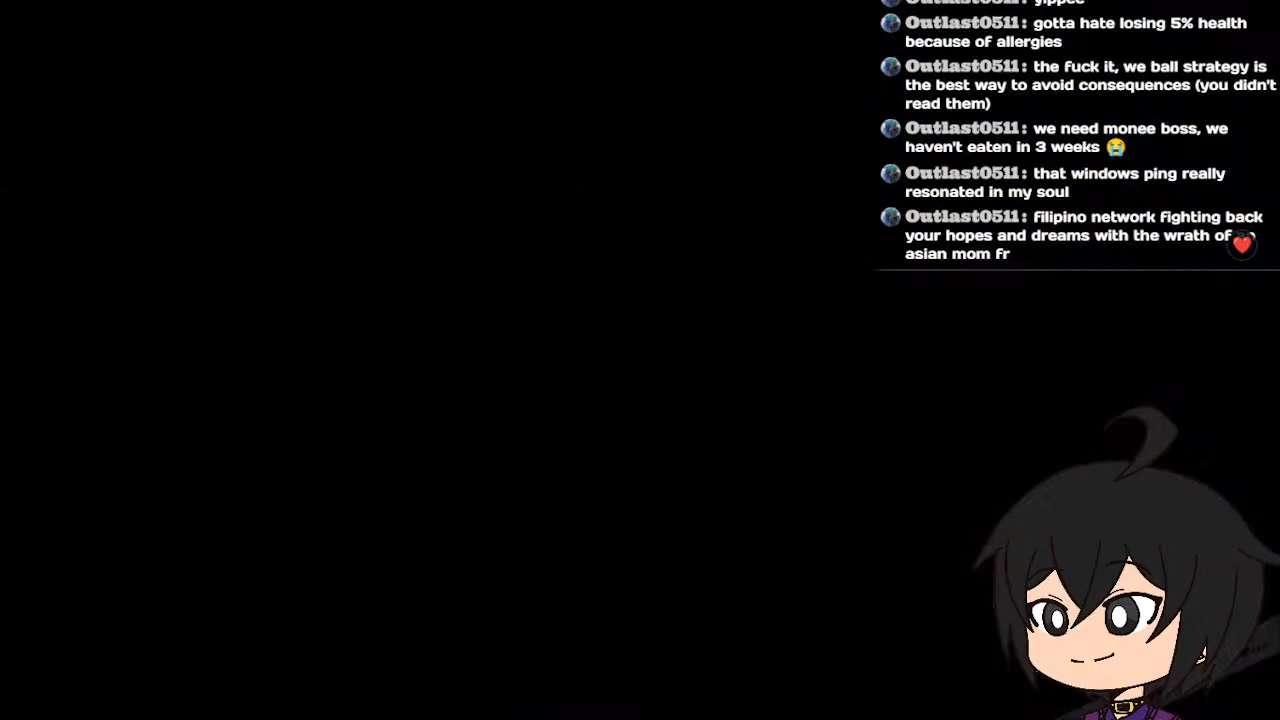 Outlast0511: yippee
Outlast0511: gotta hate losing 5% health
because of allergies
Outlast0511: the fuck it, we ball strategy is
the best way to avoid consequences (you didn't
read them)
Outlast0511: we need monee boss, we
haven't eaten in 3 weeks 😭
Outlast0511: that windows ping really
resonated in my soul
Outlast0511: filipino network fighting back
your hopes and dreams with the wrath of
asian mom fr